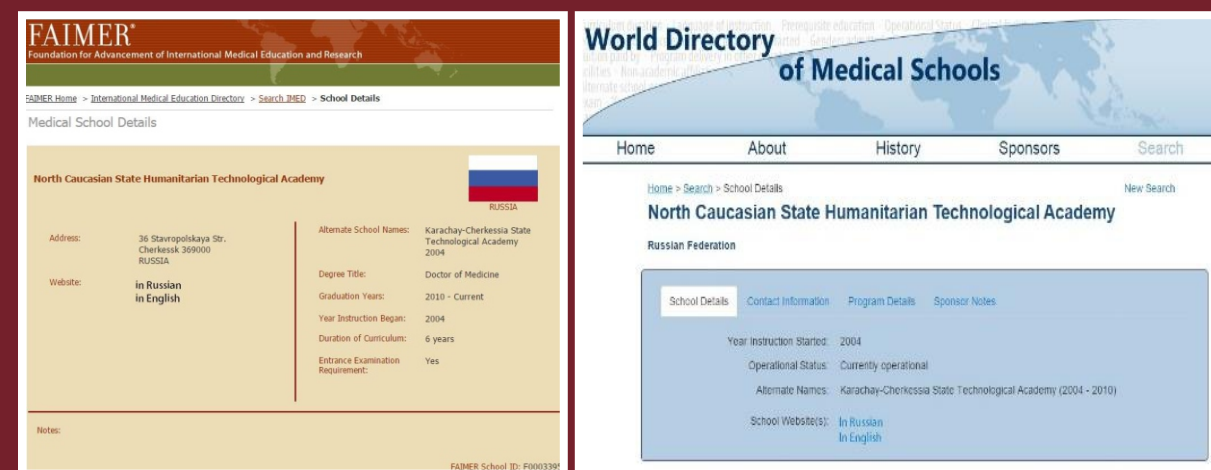 FAIMER®
Foundation for Advancement of International Medical Education and Research
FAIMER Home > International Medical Education Directory > Search IMED > School Details
Medical School Details
North Caucasian State Humanitarian Technological Academy
RUSSIA
Address:
36 Stavropolskaya Str.
Cherkessk 369000
RUSSIA
Website:
in Russian
in English
Alternate School Names:
Karachay-Cherkessia State
Technological Academy
2004
Degree Title:
Doctor of Medicine
Graduation Years:
2010 - Current
Year Instruction Began:
2004
Duration of Curriculum:
6 years
Entrance Examination
Requirement:
Yes
Notes:
FAIMER School ID: F000339
World Directory
of Medical Schools
Home About History Sponsors Search
Home > Search > School Details
New Search
North Caucasian State Humanitarian Technological Academy
Russian Federation
School Details Contact Information Program Details Sponsor Notes
Year Instruction Started: 2004
Operational Status: Currently operational
Alternate Names: Karachay-Cherkessia State Technological Academy (2004 - 2010)
School Website(s): In Russian
In English